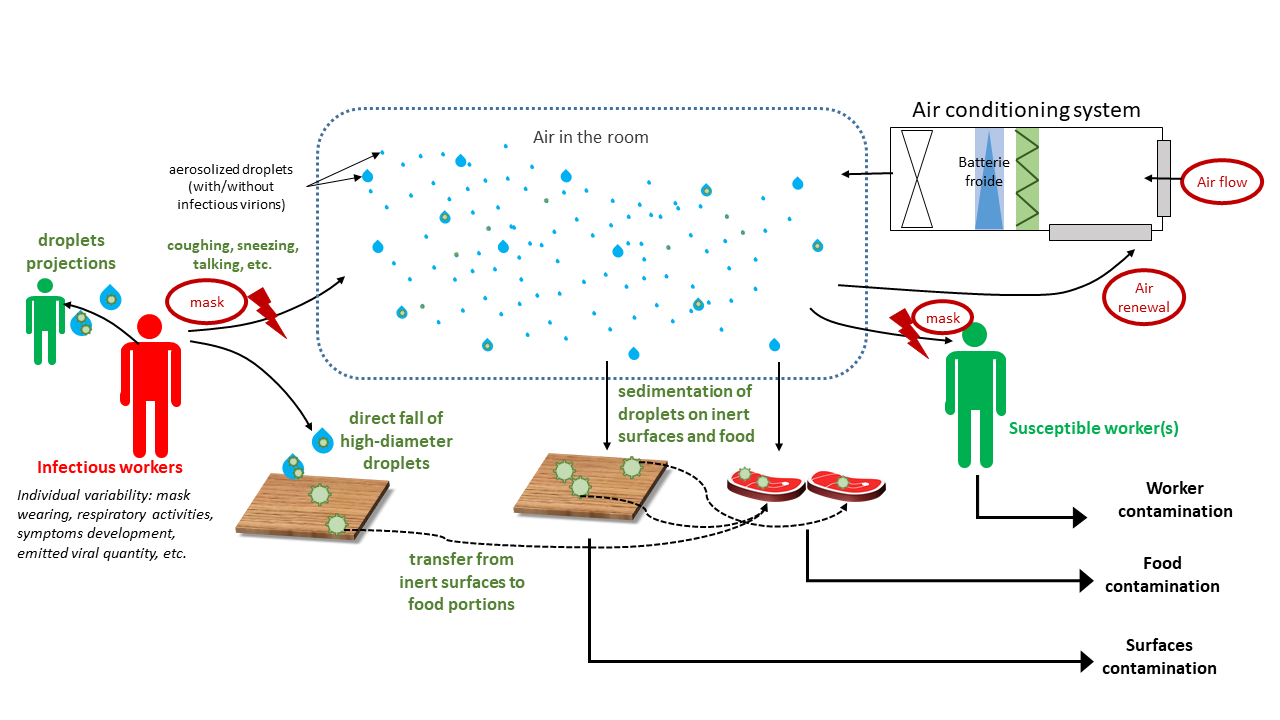 Air conditioning system
Air in the room
Batterie
froide
Air flow
aerosolized droplets
(with/without
infectious virions)
droplets
projections
coughing, sneezing,
talking, etc.
mask
Air
renewal
mask
sedimentation of
droplets on inert
surfaces and food
direct fall of
high-diameter
droplets
Susceptible worker(s)
Infectious workers
Individual variability: mask
wearing, respiratory activities,
symptoms development,
emitted viral quantity, etc.
Worker
contamination
transfer from
inert surfaces to
food portions
Food
contamination
Surfaces
contamination